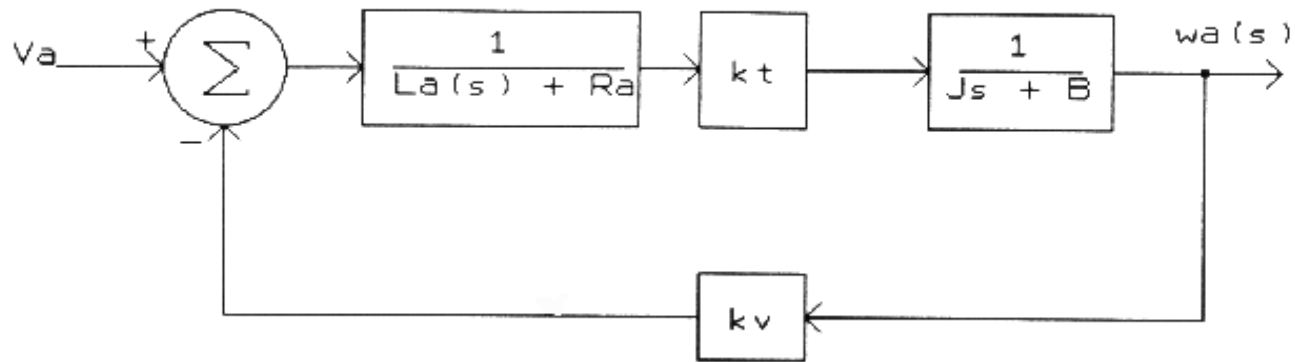 Va
+
Σ
−
1
La(s) + Ra
kt
1
Js + B
wa(s)
kv